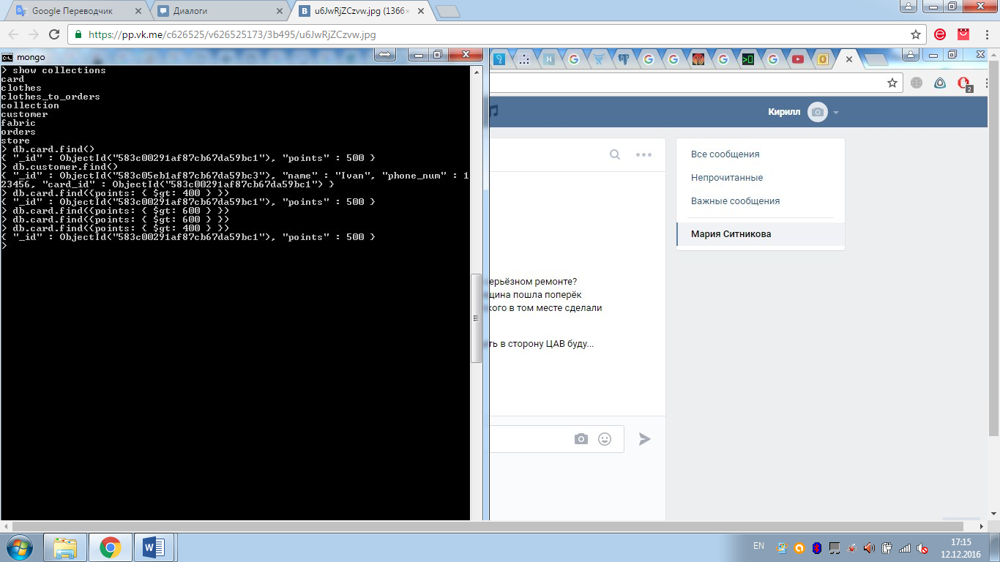 Google Переводчик
Диалоги
u6JwRjZCzvw.jpg (1366×
https://pp.vk.me/c626525/v626525173/3b495/u6JwRjZCzvw.jpg
mongo
> show collections
card
clothes
clothes_to_orders
collection
customer
fabric
orders
store
> db.card.find()
{ "_id" : ObjectId("583c00291af87cb67da59bc1"), "points" : 500 }
> db.customer.find()
{ "_id" : ObjectId("583c05eb1af87cb67da59bc3"), "name" : "Ivan", "phone_num" : 1
23456, "card_id" : ObjectId("583c00291af87cb67da59bc1") }
> db.card.find({points: { $gt: 400 } })
{ "_id" : ObjectId("583c00291af87cb67da59bc1"), "points" : 500 }
> db.card.find({points: { $gt: 600 } })
> db.card.find({points: { $gt: 600 } })
> db.card.find({points: { $gt: 400 } })
{ "_id" : ObjectId("583c00291af87cb67da59bc1"), "points" : 500 }
>
2
Кирилл
Все сообщения
Непрочитанные
Важные сообщения
Мария Ситникова
ерьёзном ремонте?
щина пошла поперёк
кого в том месте сделали
ть в сторону ЦАВ буду...
EN
17:15
12.12.2016